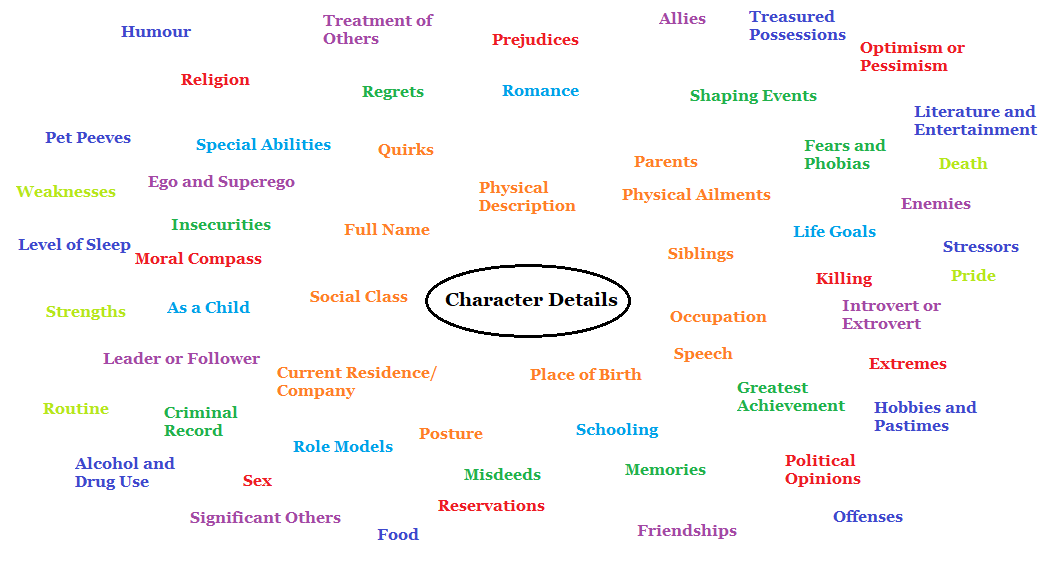 Humour
Treatment of
Others
Prejudices
Allies
Treasured
Possessions
Optimism or
Pessimism
Religion
Regrets
Romance
Shaping Events
Literature and
Entertainment
Pet Peeves
Special Abilities
Quirks
Parents
Fears and
Phobias
Death
Weaknesses
Ego and Superego
Physical
Description
Physical Ailments
Enemies
Insecurities
Full Name
Life Goals
Level of Sleep
Moral Compass
Siblings
Stressors
Killing
Pride
Strengths
As a Child
Social Class
Character Details
Occupation
Introvert or
Extrovert
Leader or Follower
Speech
Extremes
Current Residence/
Company
Place of Birth
Greatest
Achievement
Routine
Criminal
Record
Hobbies and
Pastimes
Role Models
Posture
Schooling
Alcohol and
Drug Use
Sex
Misdeeds
Memories
Political
Opinions
Reservations
Significant Others
Food
Friendships
Offenses